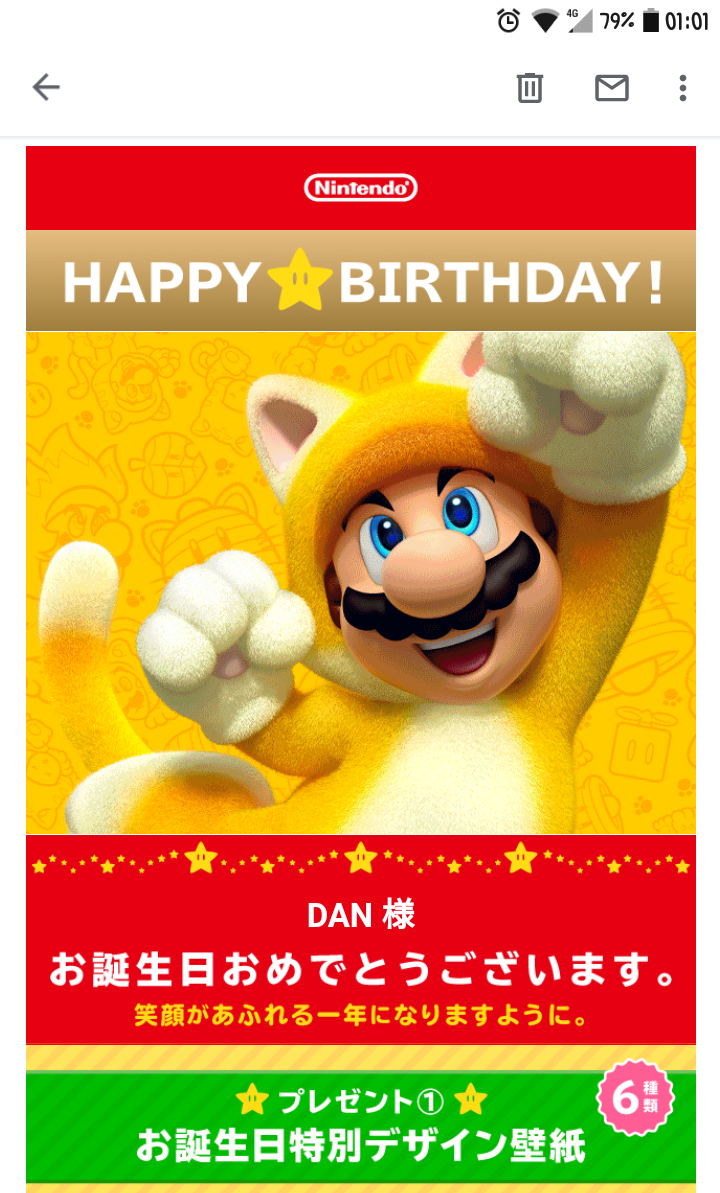 4G 79% 01:01
Nintendo
HAPPY BIRTHDAY!
DAN 様
お誕生日おめでとうございます。
笑顔があふれる一年になりますように。
プレゼント①
6種類
お誕生日特別デザイン壁紙